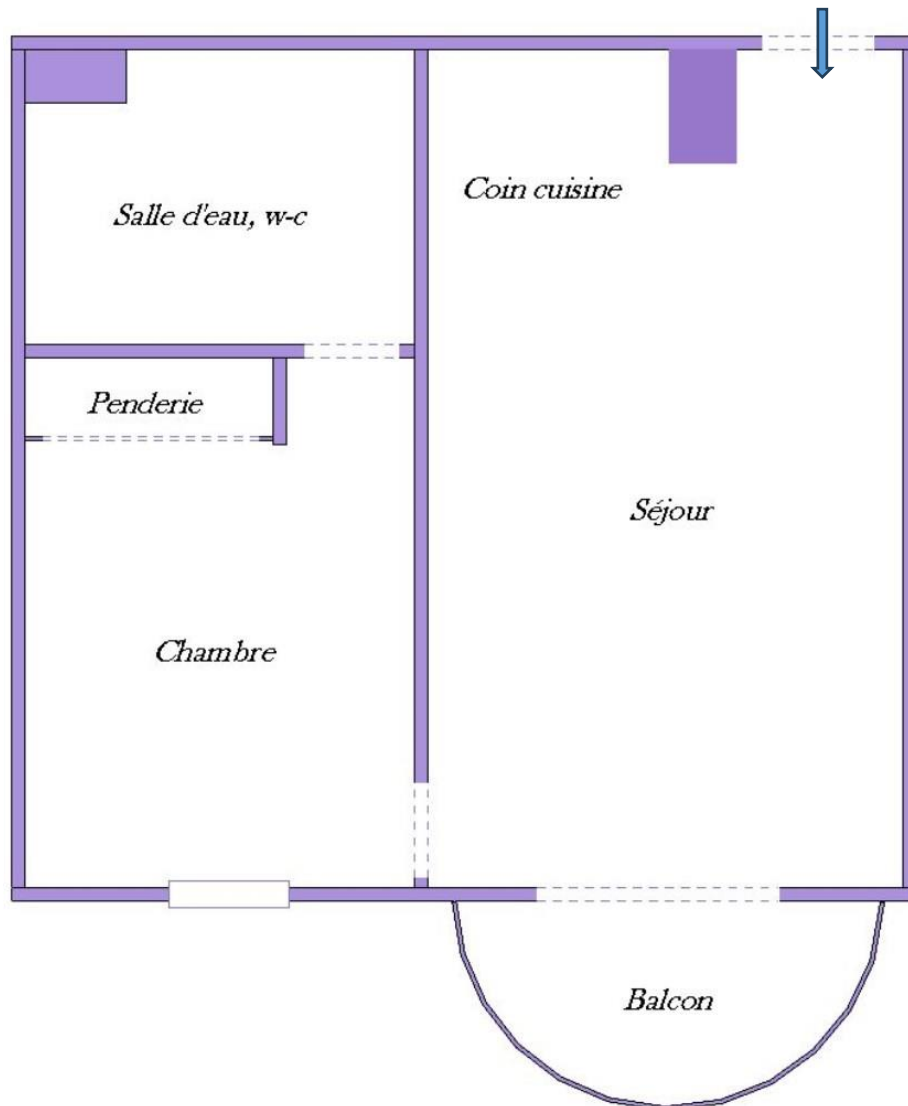 Coin cuisine
Salle d'eau, w-c
Penderie
Séjour
Chambre
Balcon